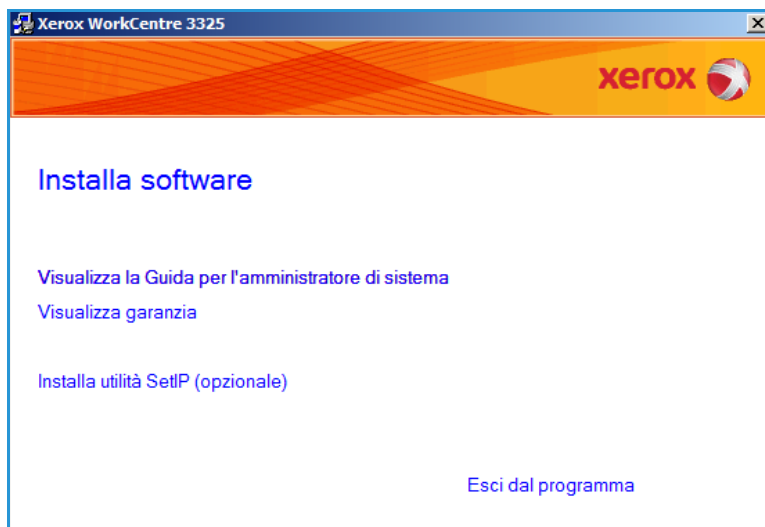 Xerox WorkCentre 3325
xerox
Installa software
Visualizza la Guida per l'amministratore di sistema
Visualizza garanzia
Installa utilità SetIP (opzionale)
Esci dal programma